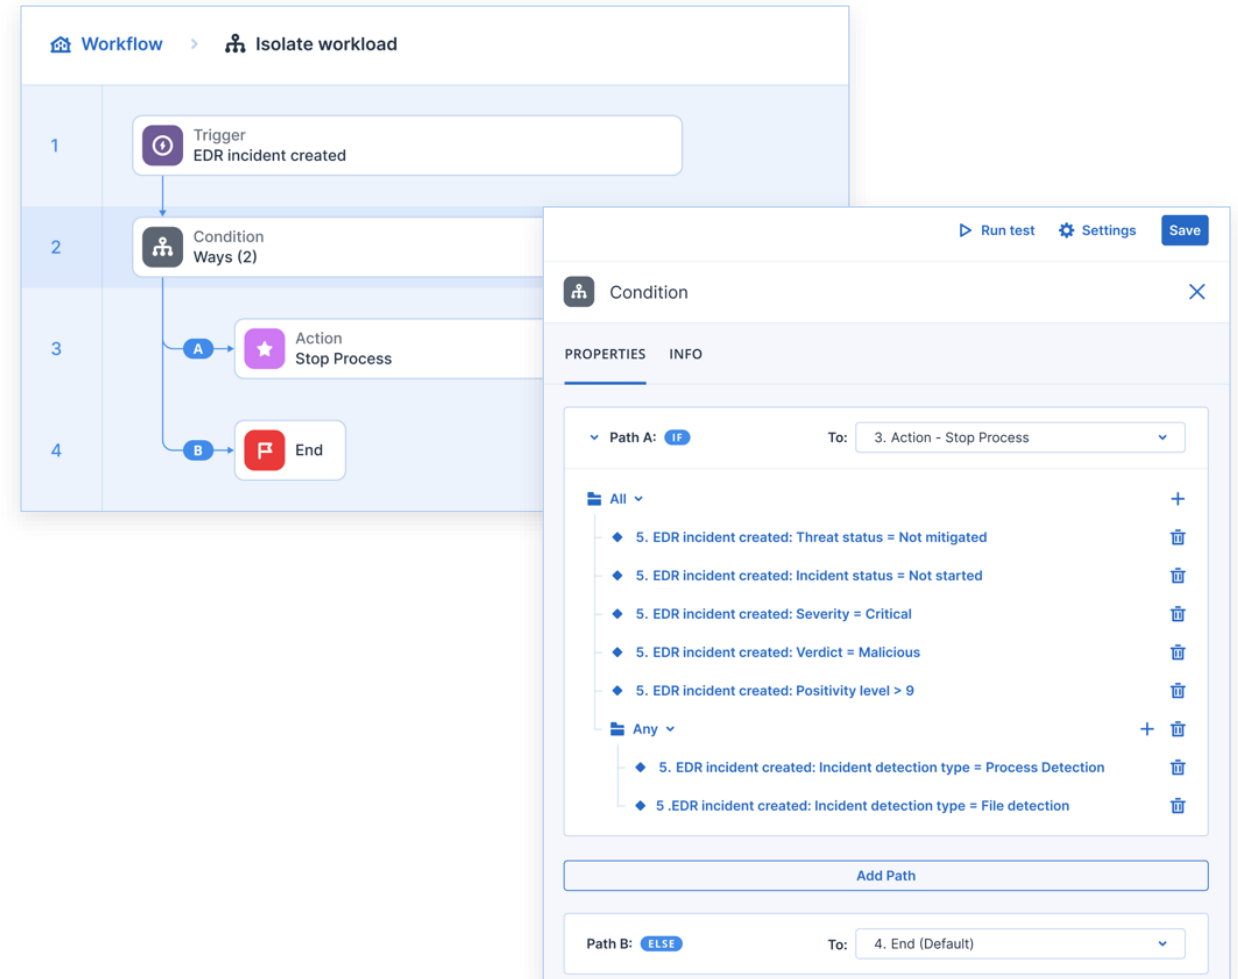 Workflow > Isolate workload
1
Trigger
EDR incident created
2
Condition
Ways (2)
3
A
Action
Stop Process
4
B
End
Run test Settings Save
Condition
PROPERTIES INFO
Path A: IF To: 3. Action - Stop Process
All
5. EDR incident created: Threat status = Not mitigated
5. EDR incident created: Incident status = Not started
5. EDR incident created: Severity = Critical
5. EDR incident created: Verdict = Malicious
5. EDR incident created: Positivity level > 9
Any
5. EDR incident created: Incident detection type = Process Detection
5 .EDR incident created: Incident detection type = File detection
Add Path
Path B: ELSE To: 4. End (Default)